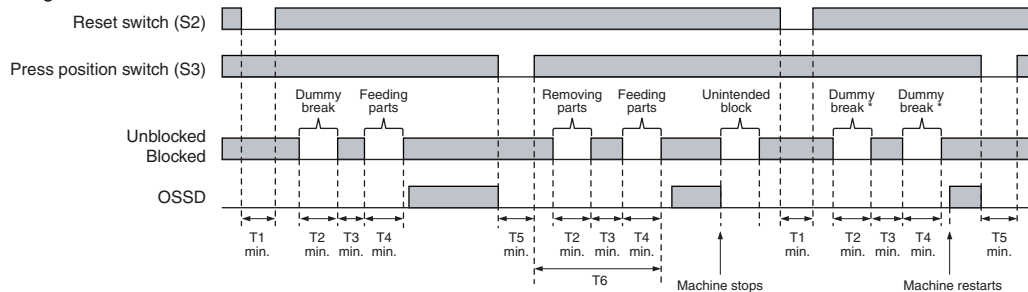 Reset switch (S2)
Press position switch (S3)
Dummy break
Feeding parts
Removing parts
Feeding parts
Unintended block
Dummy break *
Dummy break *
Unblocked
Blocked
OSSD
T1 min.
T2 min.
T3 min.
T4 min.
T5 min.
T2 min.
T3 min.
T4 min.
T1 min.
T2 min.
T3 min.
T4 min.
T5 min.
T6
Machine stops
Machine restarts